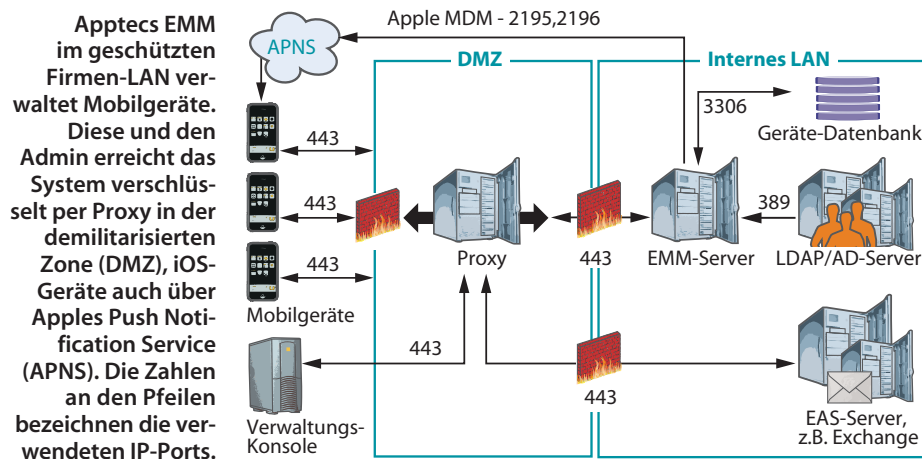 Apptecs EMM
im geschützten
Firmen-LAN ver-
waltet Mobilgeräte.
Diese und den
Admin erreicht das
System verschlüs-
selt per Proxy in der
demilitarisierten
Zone (DMZ), iOS-
Geräte auch über
Apples Push Noti-
fication Service
(APNS). Die Zahlen
an den Pfeilen
bezeichnen die ver-
wendeten IP-Ports.
Apple MDM - 2195,2196
APNS
DMZ
Internes LAN
3306
Geräte-Datenbank
443
443
443
Mobilgeräte
Proxy
443
EMM-Server
389
LDAP/AD-Server
443
Verwaltungs-
Konsole
443
EAS-Server,
z.B. Exchange